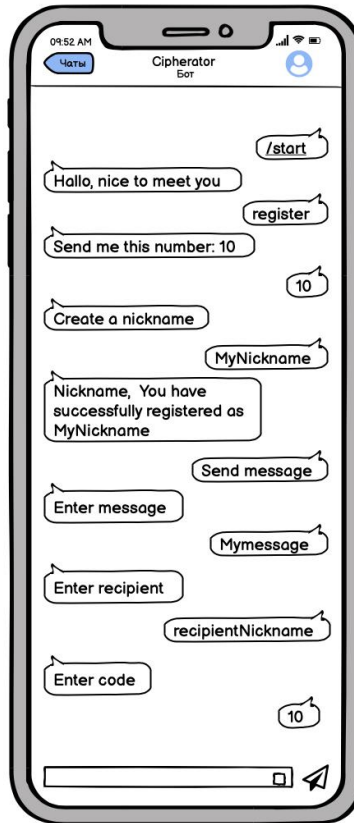 09:52 AM
Чаты
Cipherator
Бот
/start
Hallo, nice to meet you
register
Send me this number: 10
10
Create a nickname
MyNickname
Nickname, You have
successfully registered as
MyNickname
Send message
Enter message
Mymessage
Enter recipient
recipientNickname
Enter code
10